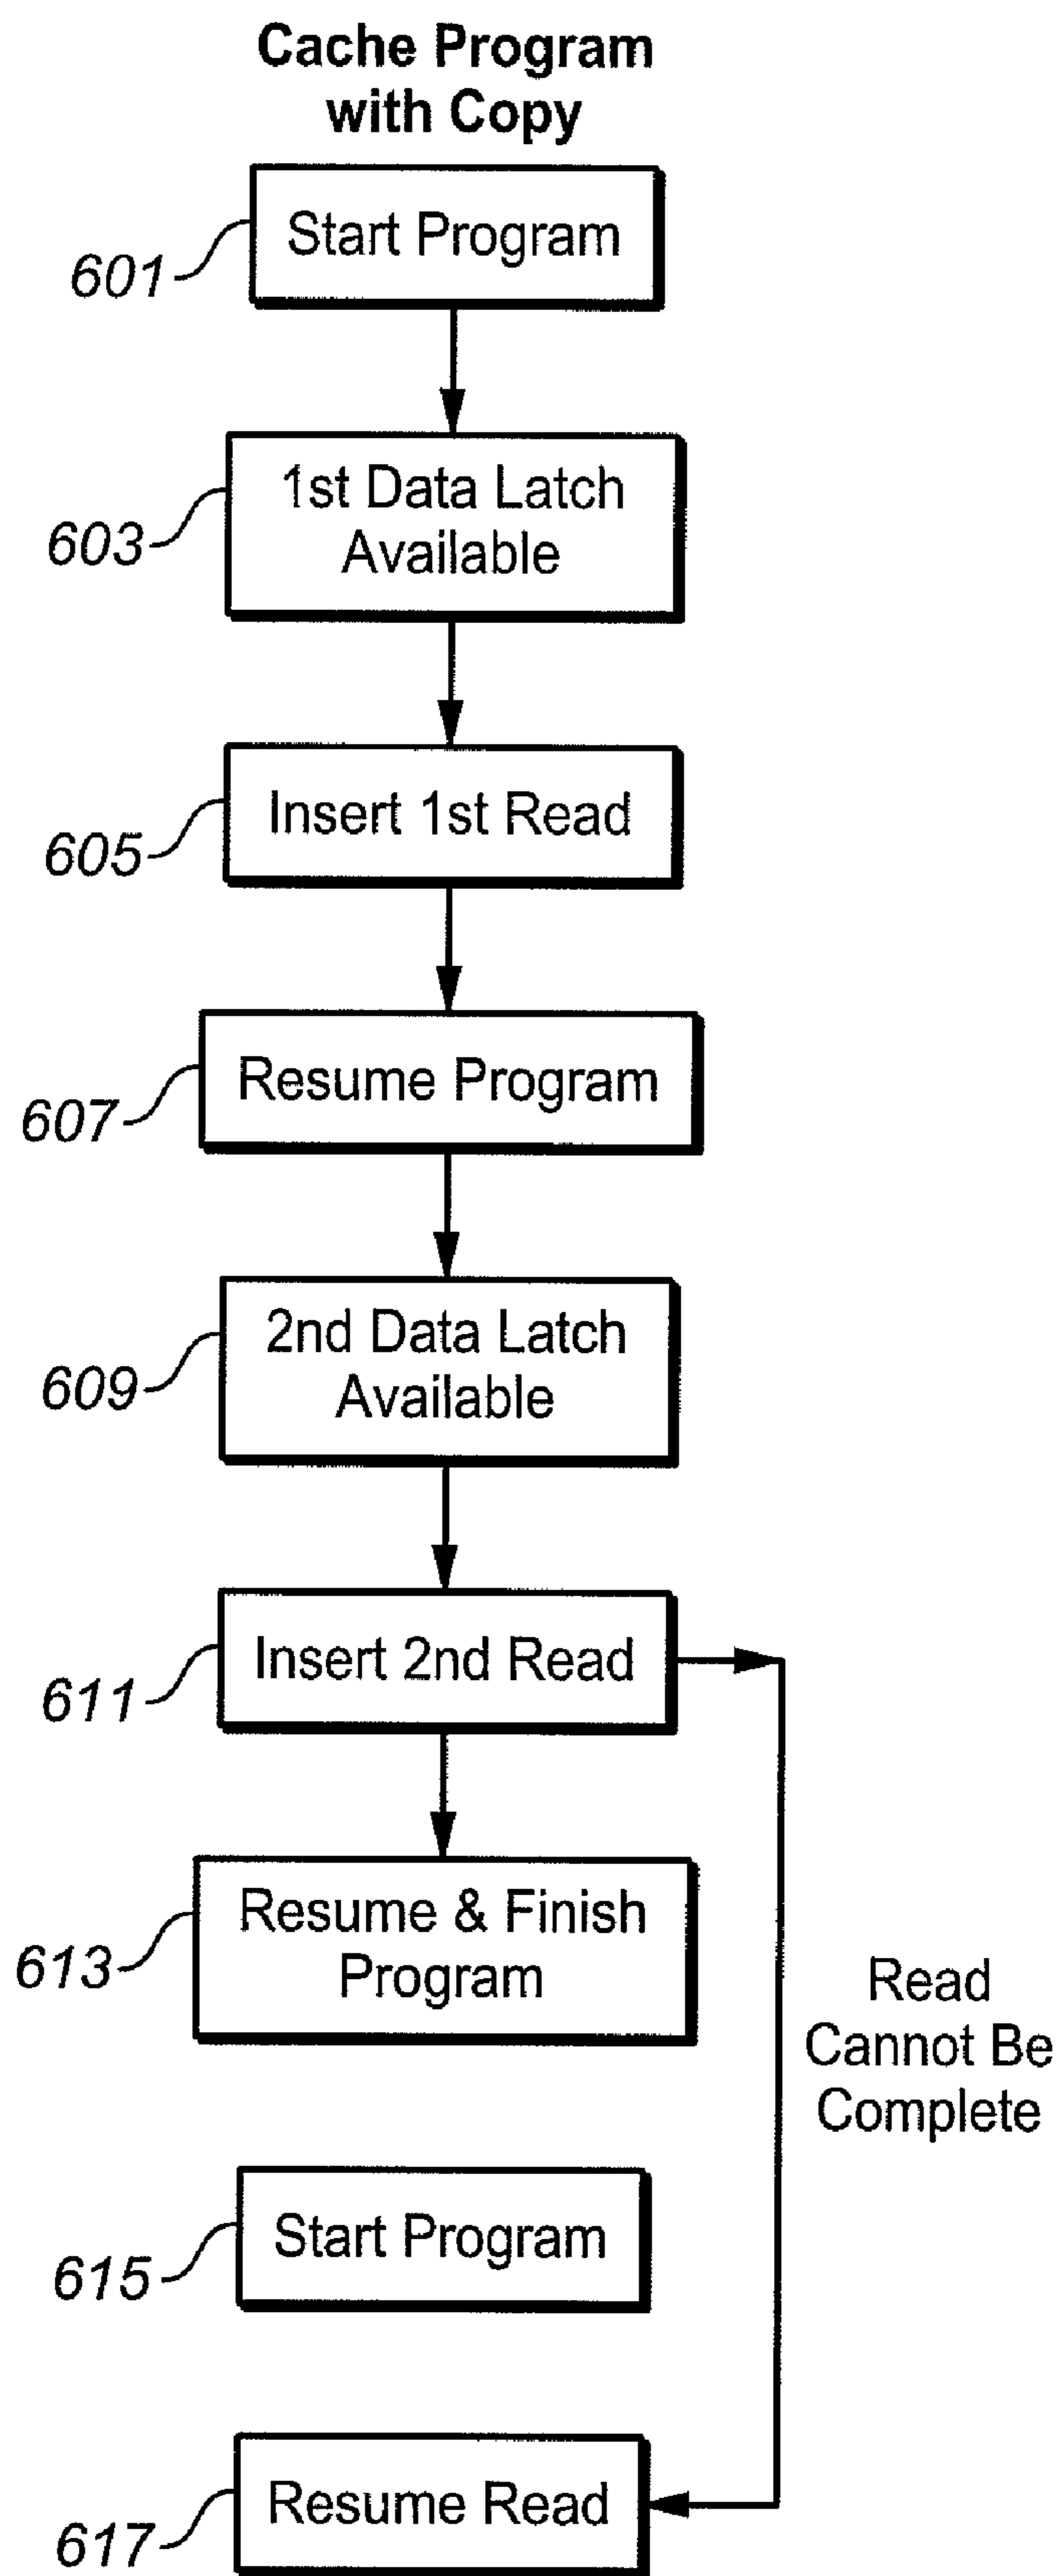 Cache Program
with Copy
Start Program
601
1st Data Latch
Available
603
Insert 1st Read
605
Resume Program
607
2nd Data Latch
Available
609
Insert 2nd Read
611
Resume & Finish
Program
613
Read
Cannot Be
Complete
Start Program
615
Resume Read
617